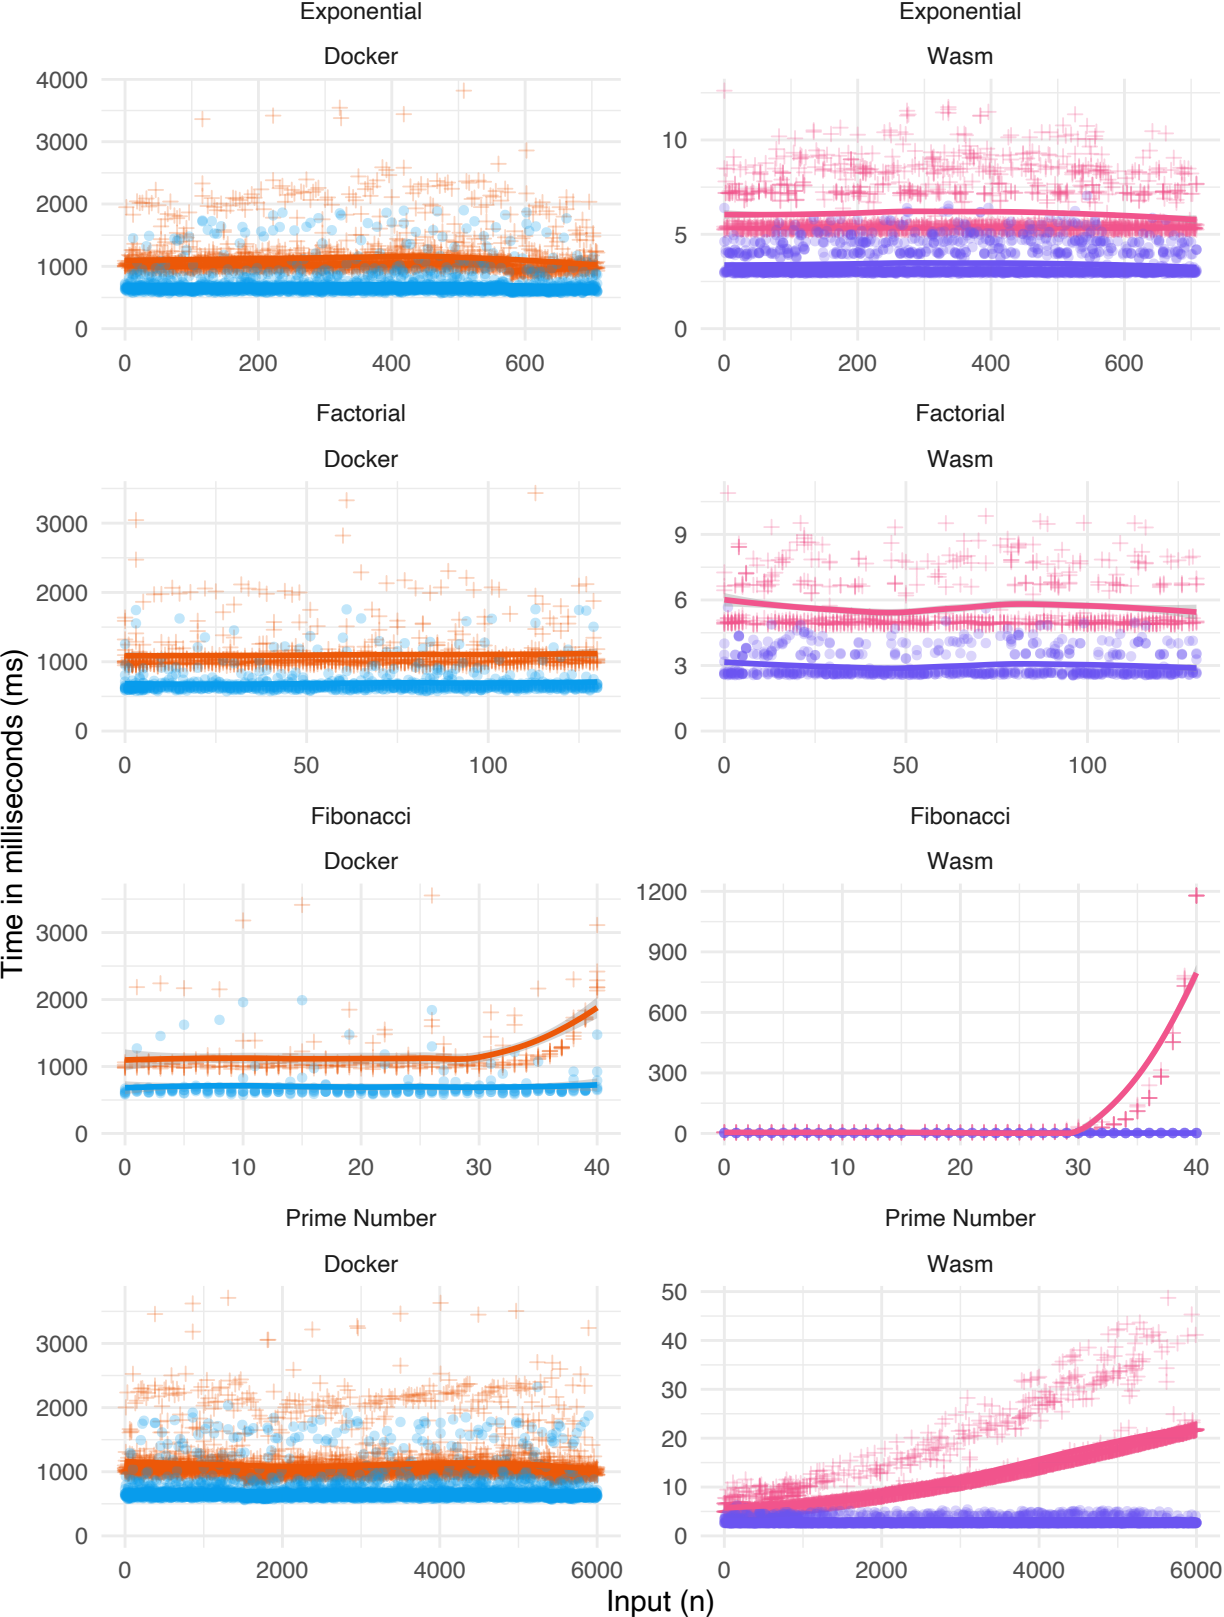 Exponential
Docker
4000
3000
2000
1000
0
0 200 400 600
Exponential
Wasm
10
5
0
0 200 400 600
Factorial
Docker
3000
2000
1000
0
0 50 100
Factorial
Wasm
9
6
3
0
0 50 100
Fibonacci
Docker
3000
2000
1000
0
0 10 20 30 40
Fibonacci
Wasm
1200
900
600
300
0
0 10 20 30 40
Prime Number
Docker
3000
2000
1000
0
0 2000 4000 6000
Prime Number
Wasm
50
40
30
20
10
0
0 2000 4000 6000
Time in milliseconds (ms)
Input (n)